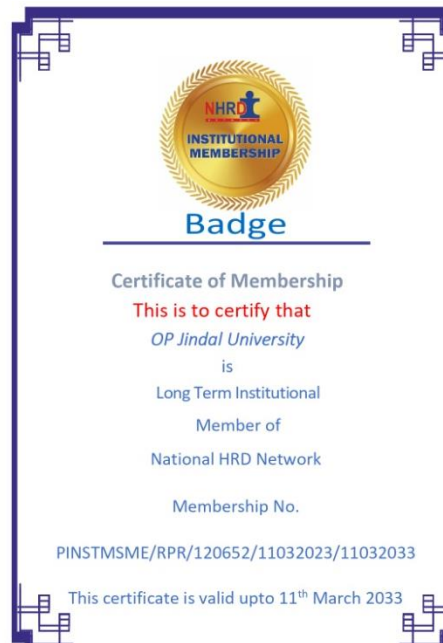 NHRD
NETWORK
INSTITUTIONAL
MEMBERSHIP
Badge
Certificate of Membership
This is to certify that
OP Jindal University
is
Long Term Institutional
Member of
National HRD Network
Membership No.
PINSTMSME/RPR/120652/11032023/11032033
This certificate is valid upto 11th March 2033